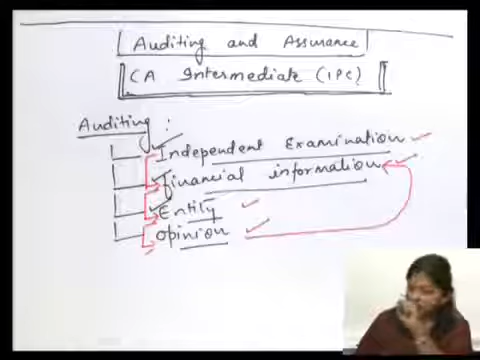 Auditing and Assurance
CA Intermediate (IPC)
Auditing :
Independent Examination
Financial information
Entity
Opinion